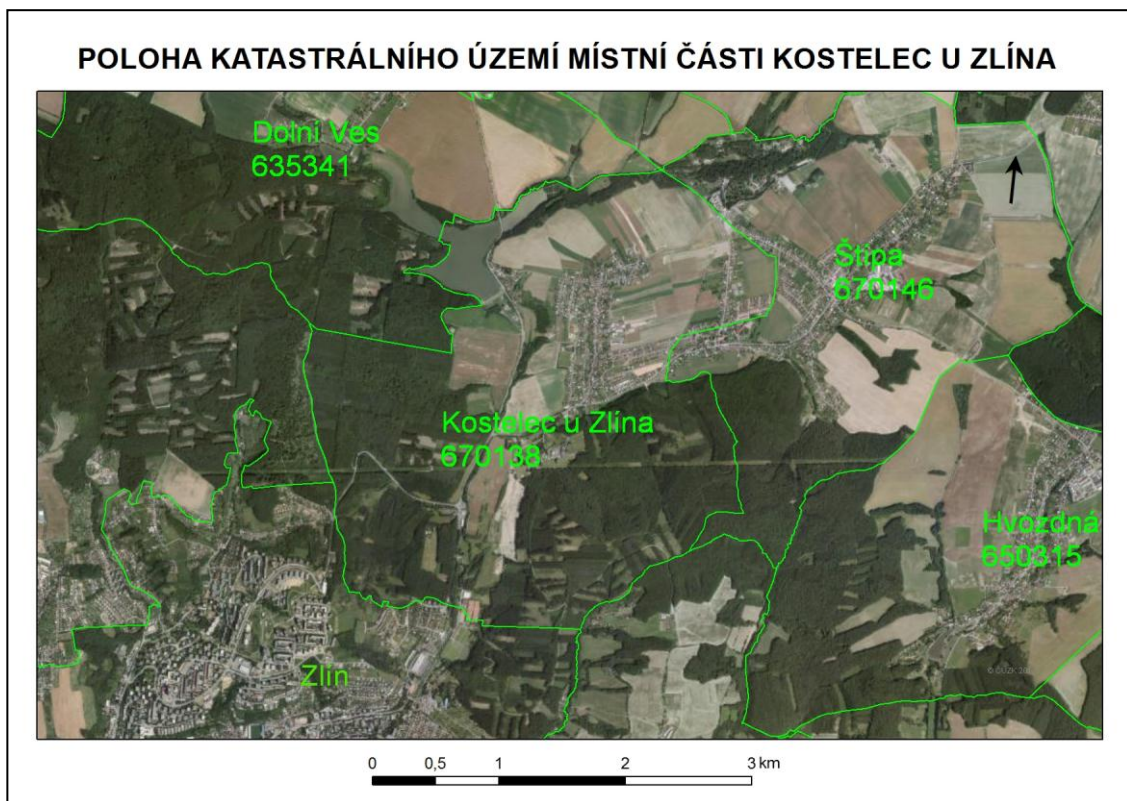 POLOHA KATASTRÁLNÍHO ÚZEMÍ MÍSTNÍ ČÁSTI KOSTELEC U ZLÍNA
Dolní Ves
635341
Štípa
670146
Kostelec u Zlína
670138
Hvozdná
650315
Zlín
0 0,5 1 2 3 km